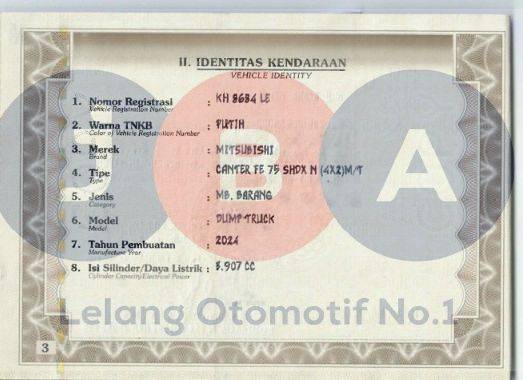 II. IDENTITAS KENDARAAN
VEHICLE IDENTITY
1. Nomor Registrasi : KH 8684 LE
Vehicle Registration Number
2. Warna TNKB : PUTIH
Color of Vehicle Registration Number
3. Merek : MITSUBISHI
Brand
4. Tipe : CANTER FE 75 SHDX N (4X2)M/T
Type
5. Jenis : MB. BARANG
Category
6. Model : DUMP TRUCK
Model
7. Tahun Pembuatan : 2024
Manufacture Year
8. Isi Silinder/Daya Listrik : 3.907 CC
Cylinder Capacity/Electrical Power
JBA
Lelang Otomotif No.1
3